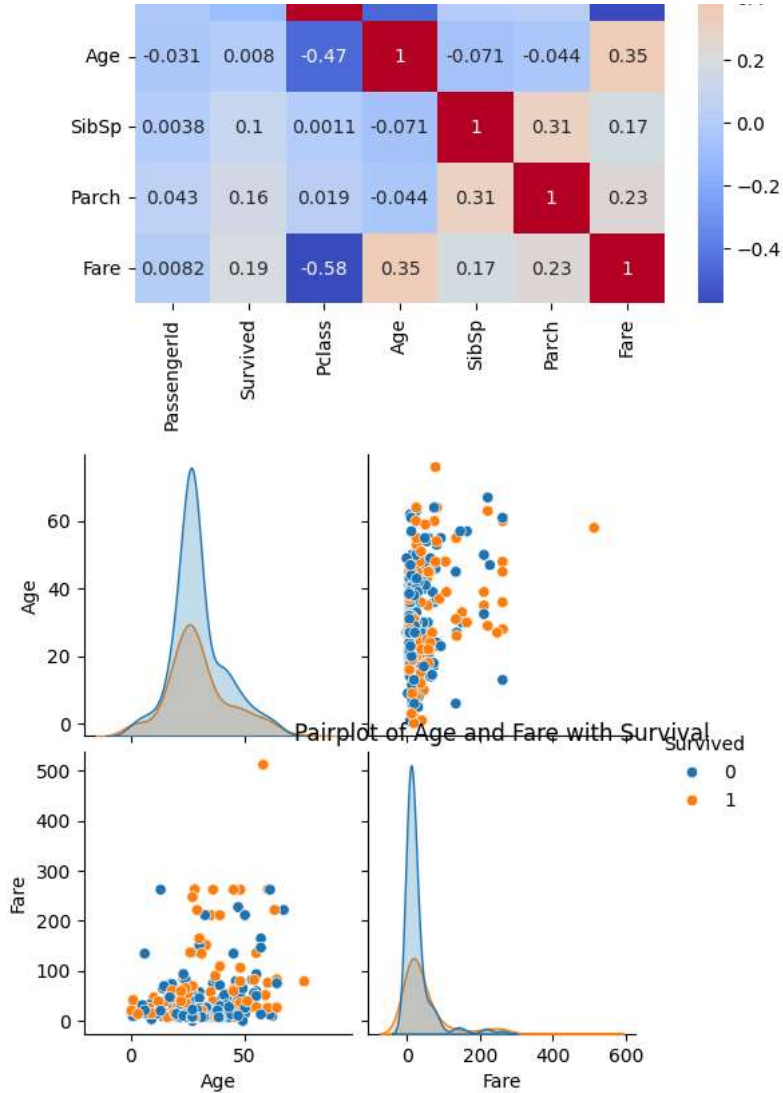 Age -0.031 0.008 -0.47 1 -0.071 -0.044 0.35
SibSp 0.0038 0.1 0.0011 -0.071 1 0.31 0.17
Parch 0.043 0.16 0.019 -0.044 0.31 1 0.23
Fare 0.0082 0.19 -0.58 0.35 0.17 0.23 1
0.0
−0.2
−0.4
PassengerId
Survived
Pclass
Age
SibSp
Parch
Fare
60
40
20
0
Age
Pairplot of Age and Fare with Survival
Survived
0
1
500
400
300
200
100
0
Fare
0 50
Age
0 200 400 600
Fare